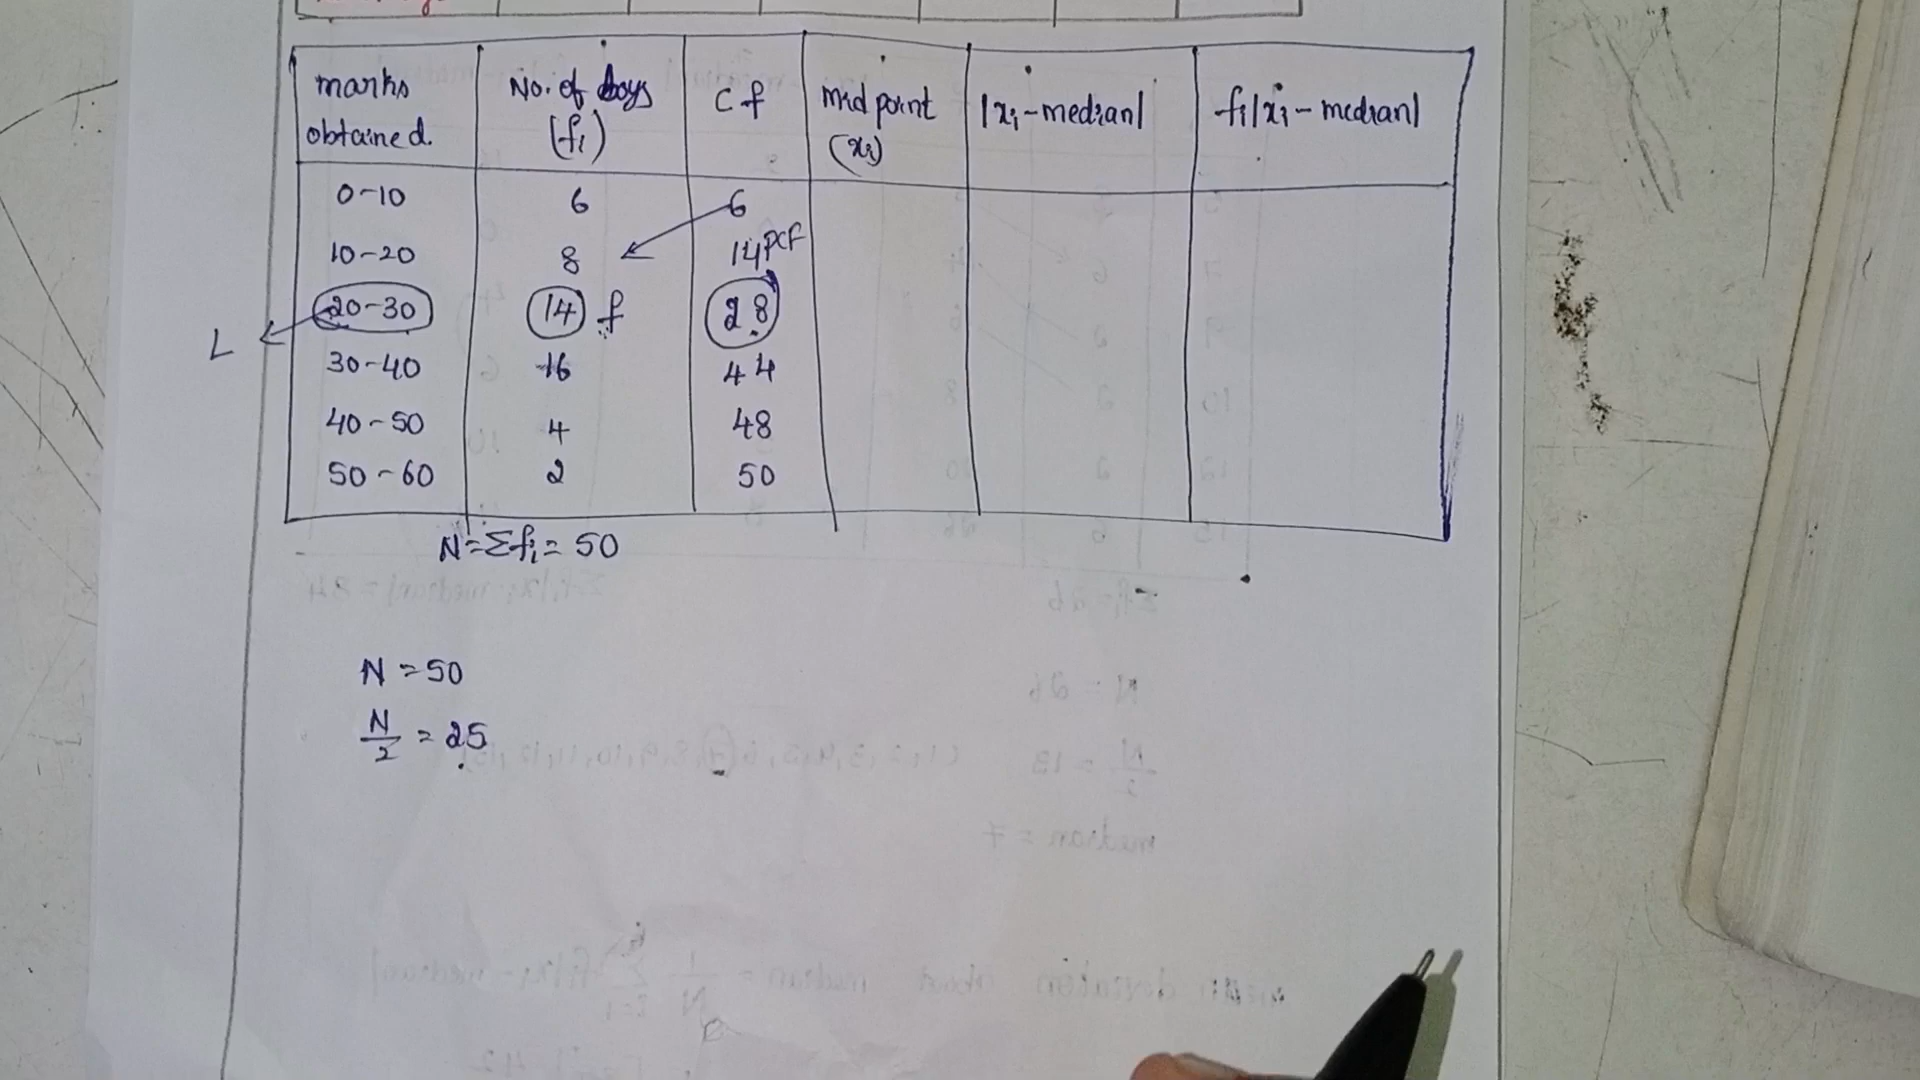 marks obtained. | No. of boys (fi) | Cf | mid point (xi) | |xi-median| | fi|xi-median|
0-10 | 6 | 6
10-20 | 8 | 14 PCF
L 20-30 | 14 f | 28
30-40 | 16 | 44
40-50 | 4 | 48
50-60 | 2 | 50
N=Σfi= 50
N=50
N/2 = 25